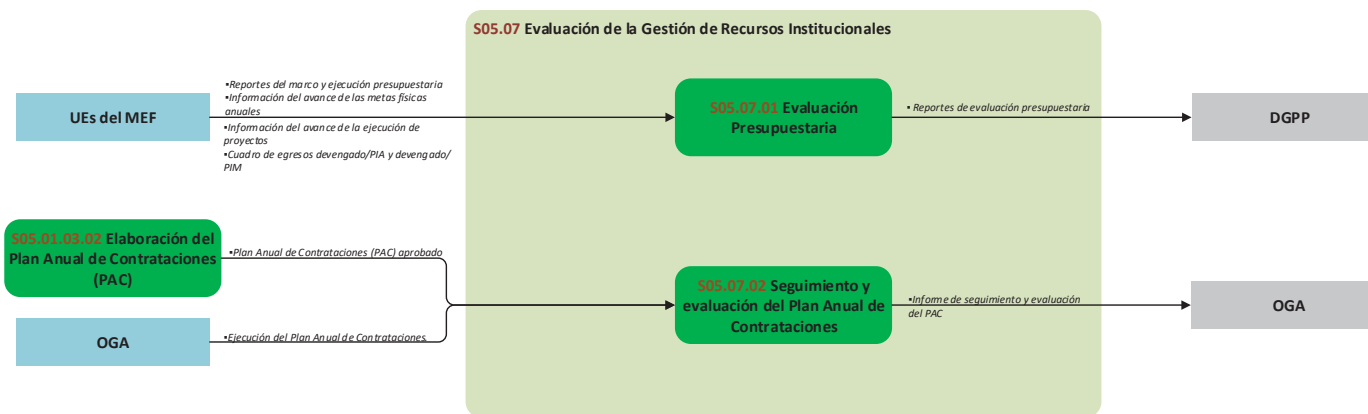 S05.07 Evaluación de la Gestión de Recursos Institucionales
▪Reportes del marco y ejecución presupuestaria
▪Información del avance de las metas físicas
anuales
▪Información del avance de la ejecución de
proyectos
▪Cuadro de egresos devengado/PIA y devengado/
PIM
UEs del MEF
S05.07.01 Evaluación
Presupuestaria
▪ Reportes de evaluación presupuestaria
DGPP
S05.01.03.02 Elaboración del
Plan Anual de Contrataciones
(PAC)
▪Plan Anual de Contrataciones (PAC) aprobado
OGA
▪Ejecución del Plan Anual de Contrataciones.
S05.07.02 Seguimiento y
evaluación del Plan Anual de
Contrataciones
▪Informe de seguimiento y evaluación
del PAC
OGA